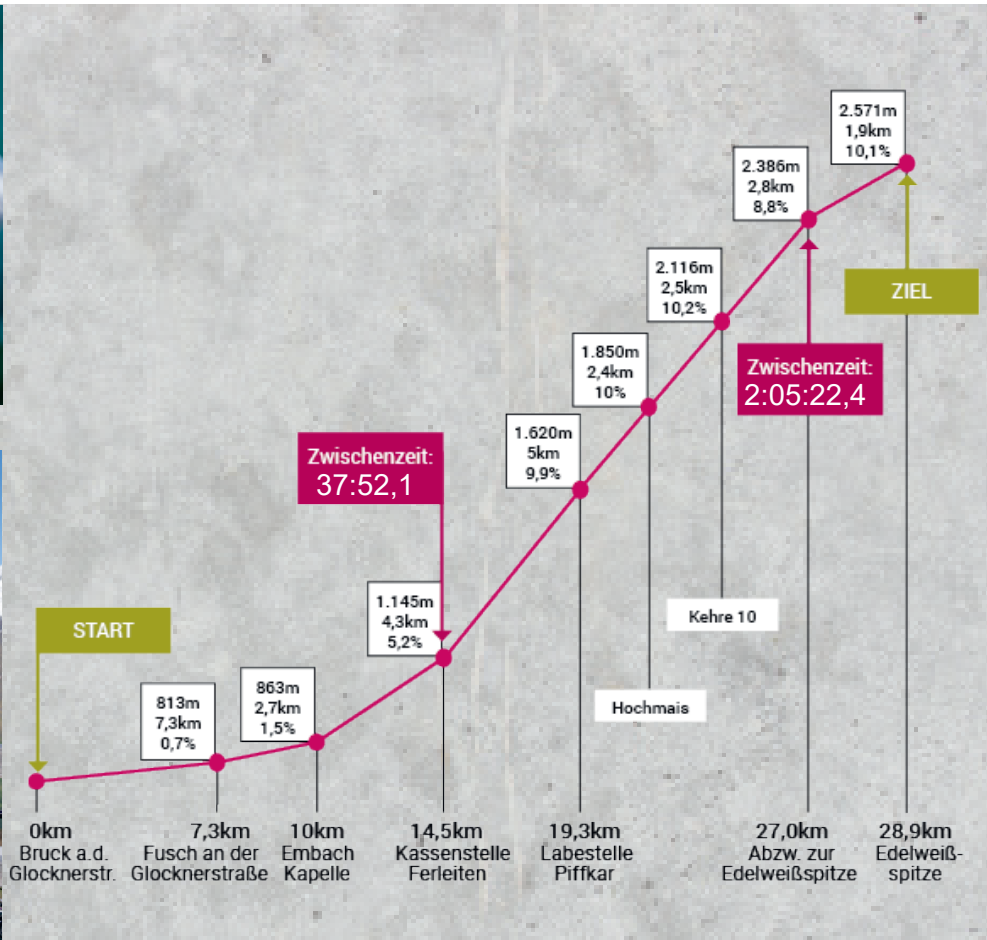 2.571m
1,9km
10,1%
2.386m
2,8km
8,8%
2.116m
2,5km
10,2%
ZIEL
1.850m
2,4km
10%
Zwischenzeit:
2:05:22,4
1.620m
5km
9,9%
Zwischenzeit:
37:52,1
1.145m
4,3km
5,2%
START
Kehre 10
813m
7,3km
0,7%
863m
2,7km
1,5%
Hochmais
0km
Bruck a.d.
Glocknerstr.
7,3km
Fusch an der
Glocknerstraße
10km
Embach
Kapelle
14,5km
Kassenstelle
Ferleiten
19,3km
Labestelle
Piffkar
27,0km
Abzw. zur
Edelweißspitze
28,9km
Edelweiß-
spitze